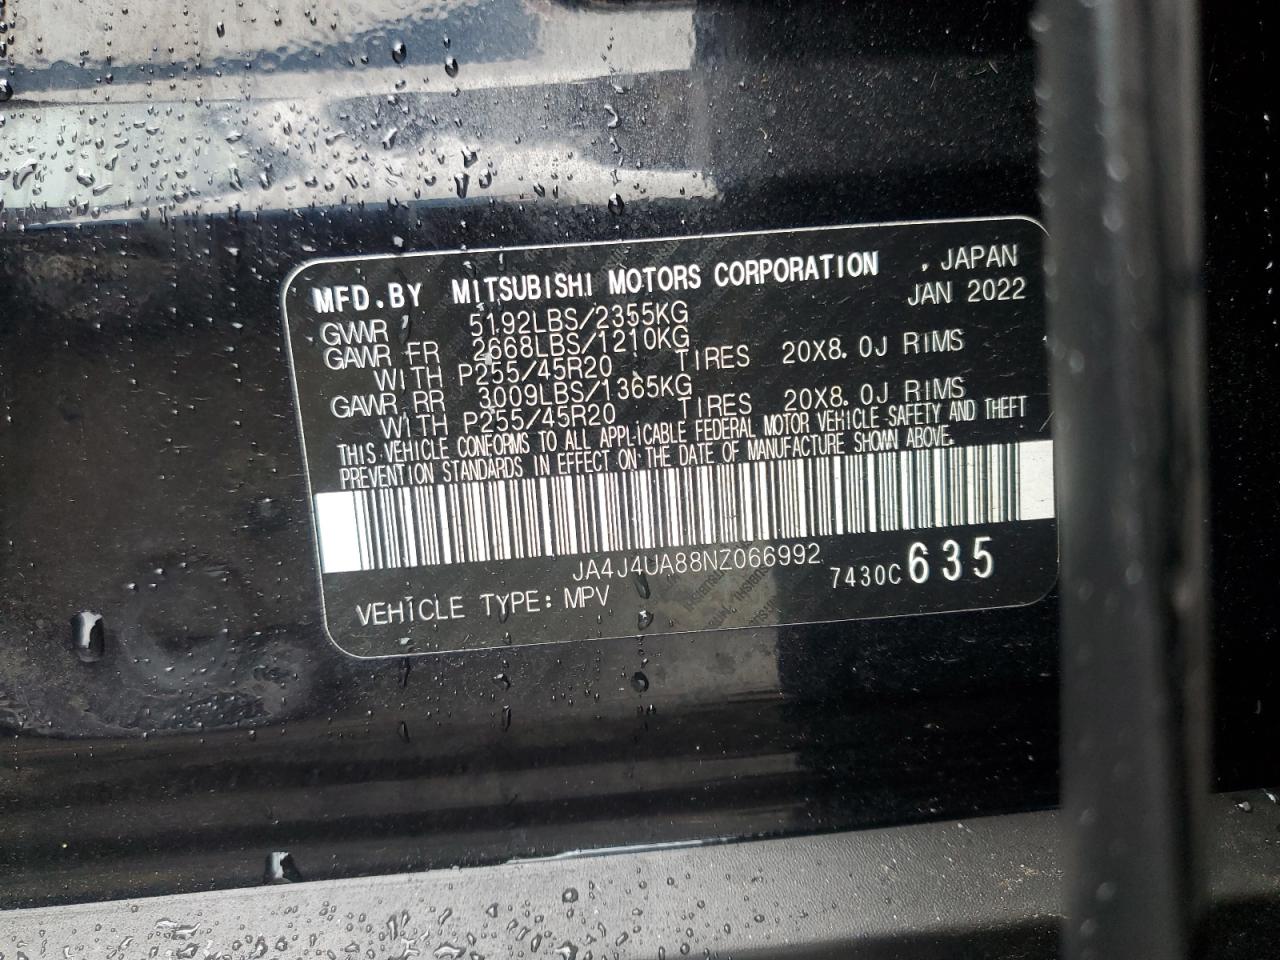 MFD.BY MITSUBISHI MOTORS CORPORATION , JAPAN
JAN 2022
GVWR 5192LBS/2355KG
GAWR FR 2668LBS/1210KG
WITH P255/45R20 TIRES 20X8.0J RIMS
GAWR RR 3009LBS/1365KG
WITH P255/45R20 TIRES 20X8.0J RIMS
THIS VEHICLE CONFORMS TO ALL APPLICABLE FEDERAL MOTOR VEHICLE SAFETY AND THEFT
PREVENTION STANDARDS IN EFFECT ON THE DATE OF MANUFACTURE SHOWN ABOVE.
JA4J4UA88NZ066992 7430C 635
VEHICLE TYPE: MPV